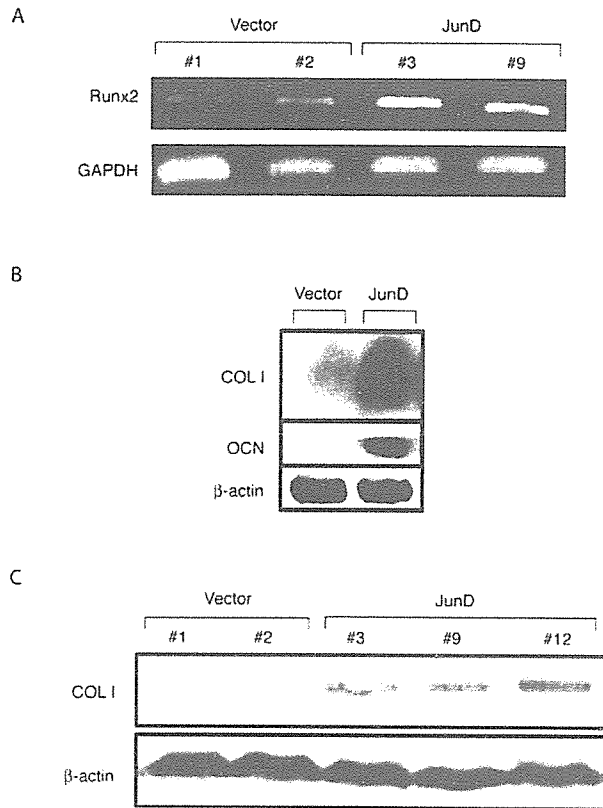 A
Vector JunD
#1 #2 #3 #9
Runx2
GAPDH
B
Vector JunD
COL I
OCN
β-actin
C
Vector JunD
#1 #2 #3 #9 #12
COL I
β-actin